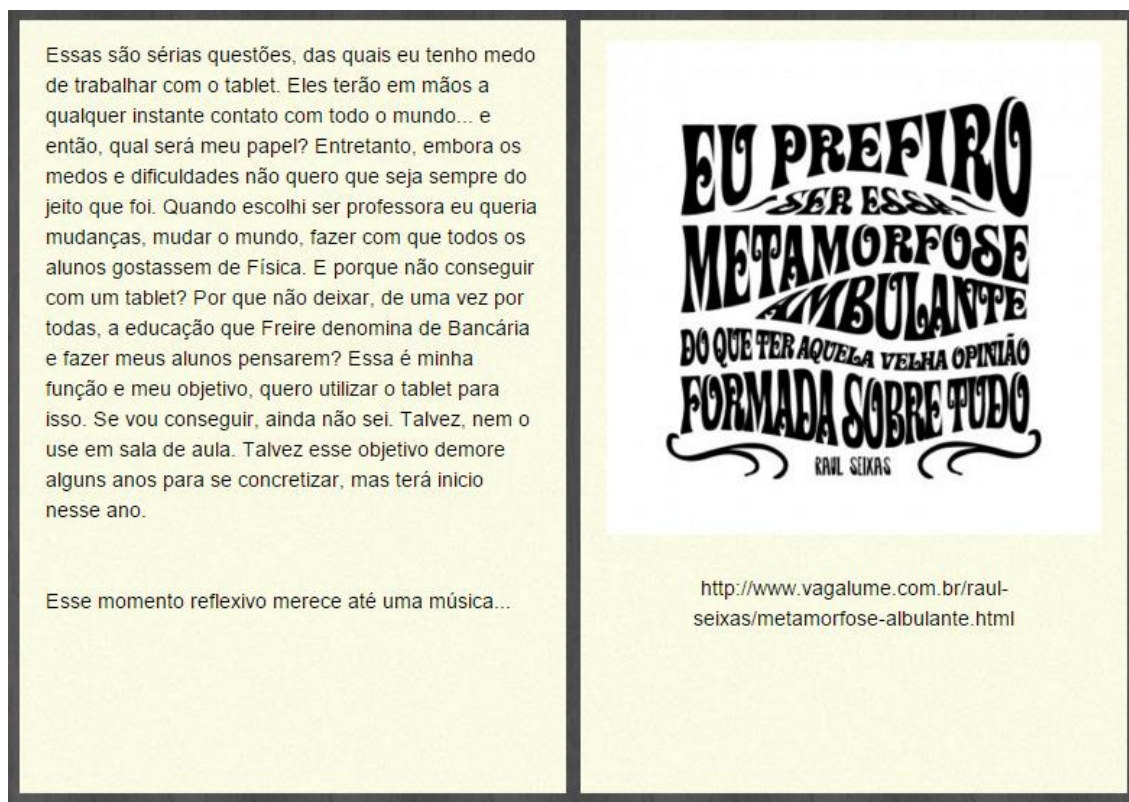 Essas são sérias questões, das quais eu tenho medo
de trabalhar com o tablet. Eles terão em mãos a
qualquer instante contato com todo o mundo... e
então, qual será meu papel? Entretanto, embora os
medos e dificuldades não quero que seja sempre do
jeito que foi. Quando escolhi ser professora eu queria
mudanças, mudar o mundo, fazer com que todos os
alunos gostassem de Física. E porque não conseguir
com um tablet? Por que não deixar, de uma vez por
todas, a educação que Freire denomina de Bancária
e fazer meus alunos pensarem? Essa é minha
função e meu objetivo, quero utilizar o tablet para
isso. Se vou conseguir, ainda não sei. Talvez, nem o
use em sala de aula. Talvez esse objetivo demore
alguns anos para se concretizar, mas terá inicio
nesse ano.
Esse momento reflexivo merece até uma música...
EU PREFIRO
SER ESSA
METAMORFOSE
AMBULANTE
DO QUE TER AQUELA VELHA OPINIÃO
FORMADA SOBRE TUDO
RAUL SEIXAS
http://www.vagalume.com.br/raul-
seixas/metamorfose-albulante.html